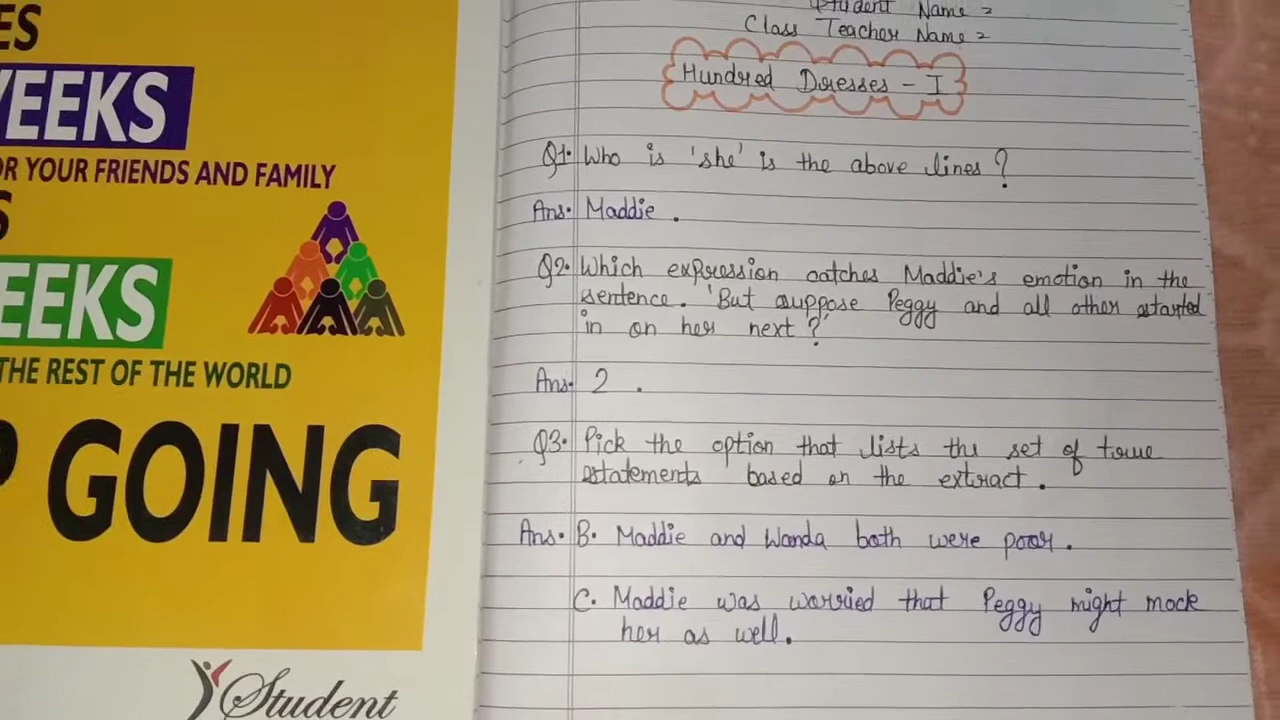 ES
WEEKS
OR YOUR FRIENDS AND FAMILY
S
EEKS
THE REST OF THE WORLD
P GOING
Student
Student Name =
Class Teacher Name =
Hundred Dresses - I
Q1. Who is 'she' is the above lines?
Ans. Maddie.
Q2. Which expression catches Maddie's emotion in the
sentence. 'But suppose Peggy and all other started
in on her next?'
Ans. 2.
Q3. Pick the option that lists the set of true
statements based on the extract.
Ans. B. Maddie and Wanda both were poor.
C. Maddie was worried that Peggy might mock
her as well.